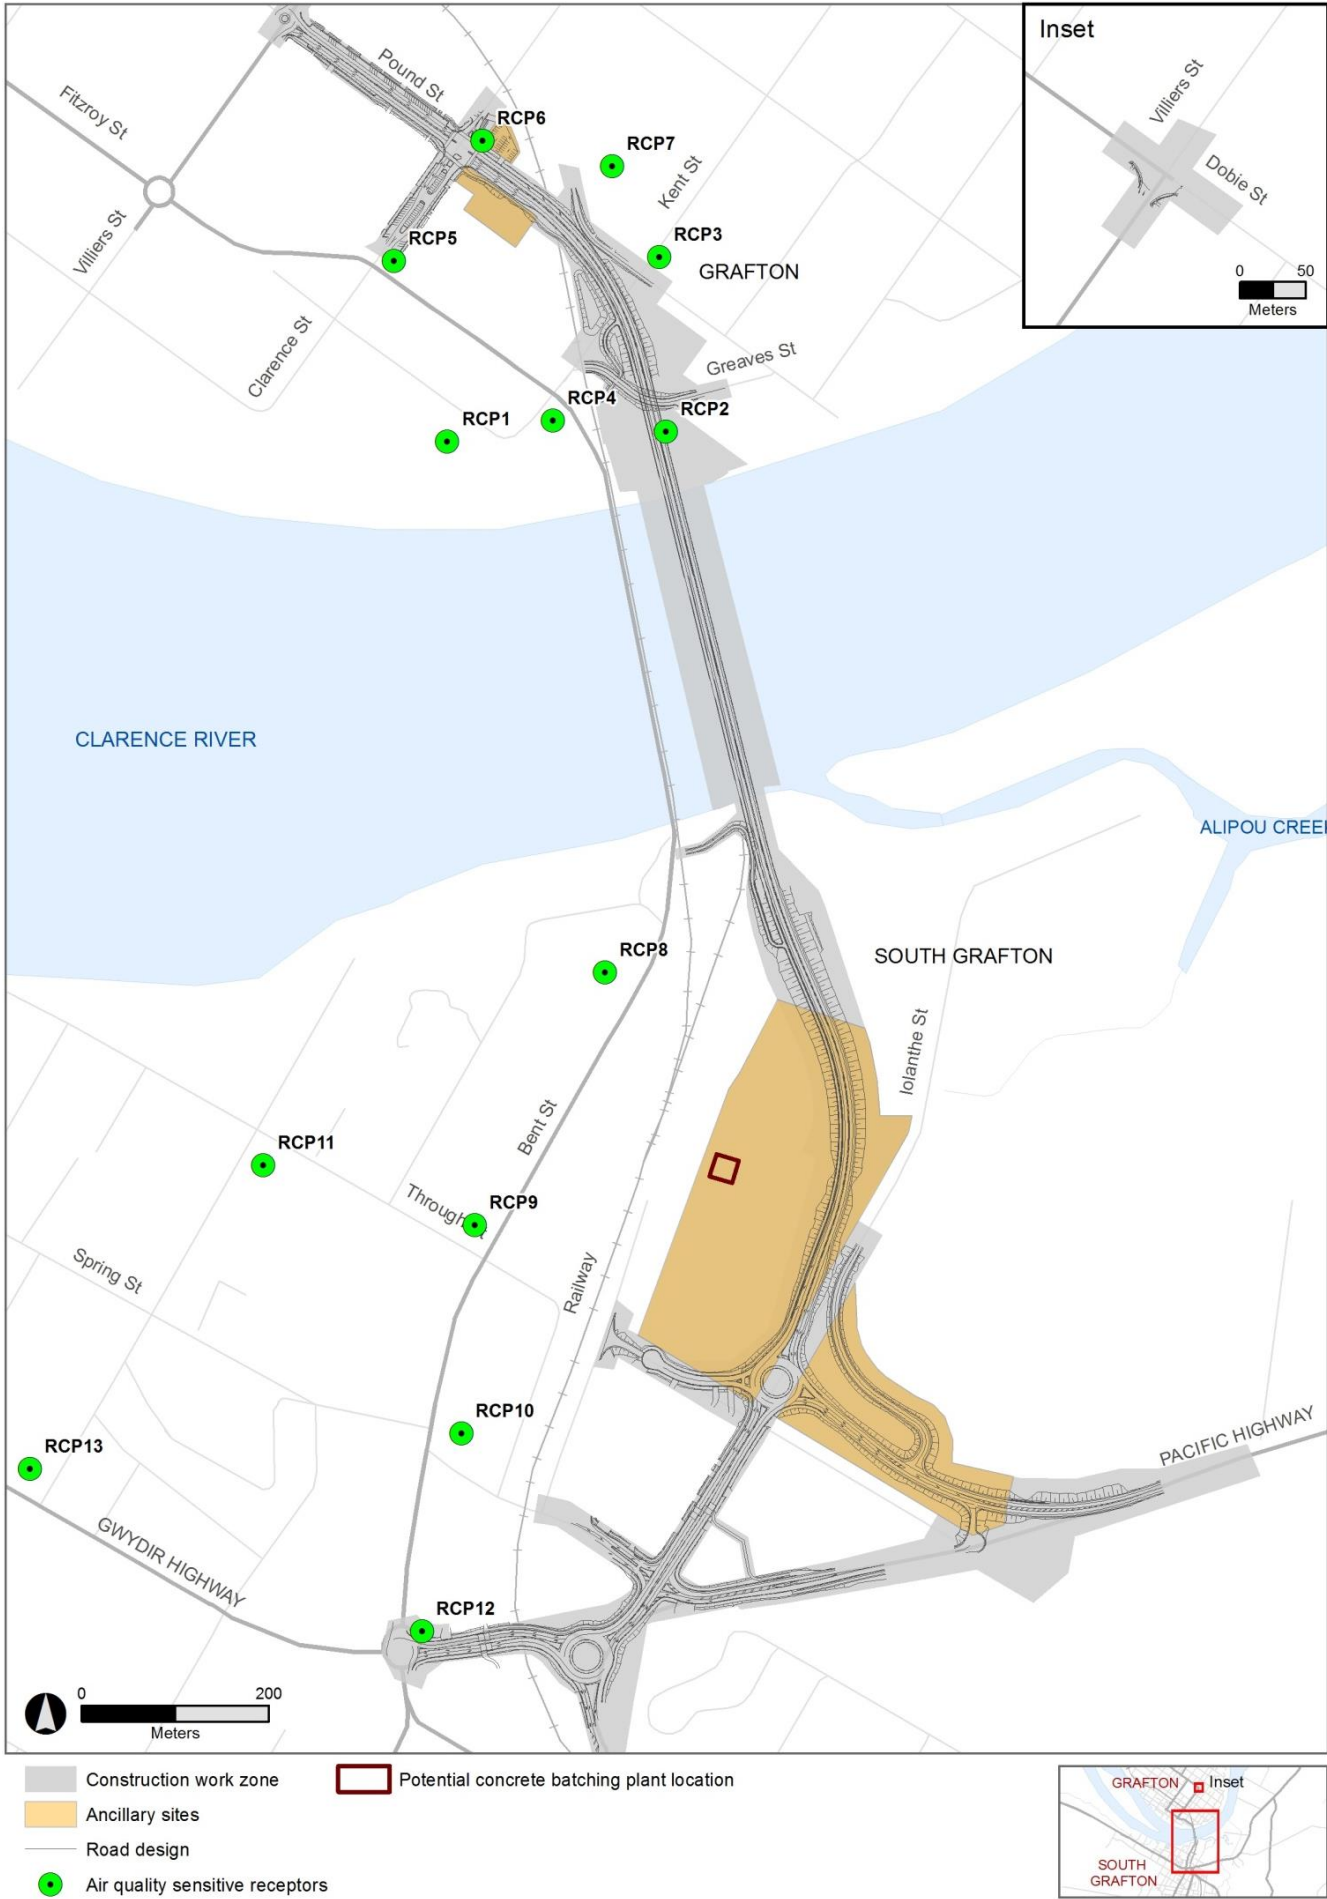 Inset
Villiers St
Dobie St
0 50
Meters
Pound St
Fitzroy St
RCP6
RCP7
Kent St
Villiers St
RCP5
RCP3
GRAFTON
Clarence St
Greaves St
RCP4
RCP2
RCP1
CLARENCE RIVER
ALIPOU CREE
RCP8
SOUTH GRAFTON
Iolanthe St
Bent St
RCP11
Through
RCP9
Spring St
Railway
RCP10
RCP13
PACIFIC HIGHWAY
GWYDIR HIGHWAY
RCP12
0 200
Meters
Construction work zone
Potential concrete batching plant location
Ancillary sites
Road design
Air quality sensitive receptors
GRAFTON
Inset
SOUTH
GRAFTON